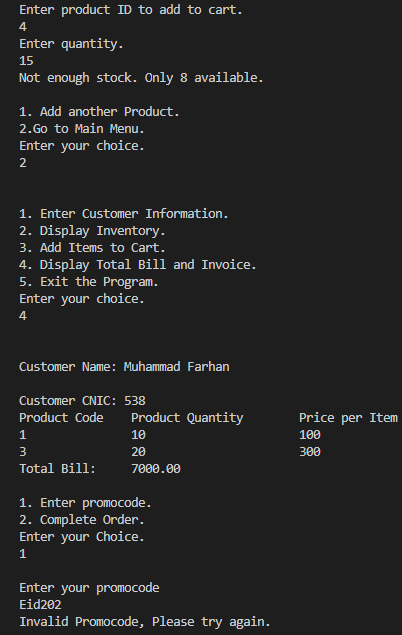 Enter product ID to add to cart.
4
Enter quantity.
15
Not enough stock. Only 8 available.
1. Add another Product.
2.Go to Main Menu.
Enter your choice.
2
1. Enter Customer Information.
2. Display Inventory.
3. Add Items to Cart.
4. Display Total Bill and Invoice.
5. Exit the Program.
Enter your choice.
4
Customer Name: Muhammad Farhan
Customer CNIC: 538
Product Code    Product Quantity        Price per Item
1               10                      100
3               20                      300
Total Bill:     7000.00
1. Enter promocode.
2. Complete Order.
Enter your Choice.
1
Enter your promocode
Eid202
Invalid Promocode, Please try again.